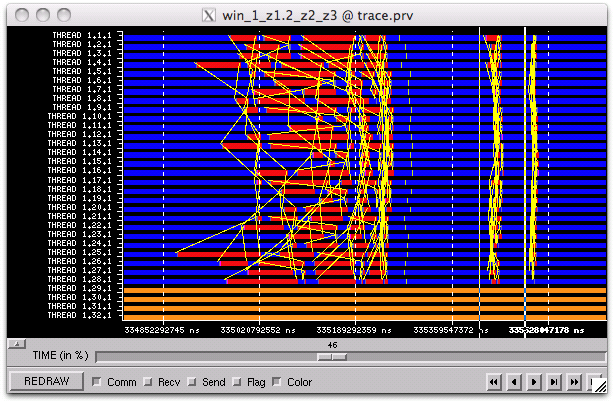 win_1_z1.2_z2_z3 @ trace.prv
THREAD 1.1.1
THREAD 1.2.1
THREAD 1.3.1
THREAD 1.4.1
THREAD 1.5.1
THREAD 1.6.1
THREAD 1.7.1
THREAD 1.8.1
THREAD 1.9.1
THREAD 1.10.1
THREAD 1.11.1
THREAD 1.12.1
THREAD 1.13.1
THREAD 1.14.1
THREAD 1.15.1
THREAD 1.16.1
THREAD 1.17.1
THREAD 1.18.1
THREAD 1.19.1
THREAD 1.20.1
THREAD 1.21.1
THREAD 1.22.1
THREAD 1.23.1
THREAD 1.24.1
THREAD 1.25.1
THREAD 1.26.1
THREAD 1.27.1
THREAD 1.28.1
THREAD 1.29.1
THREAD 1.30.1
THREAD 1.31.1
THREAD 1.32.1
334852292745 ns 335020792552 ns 335189292359 ns 335359547372 ns ns
46
TIME (in %)
REDRAW Comm Recv Send Flag Color